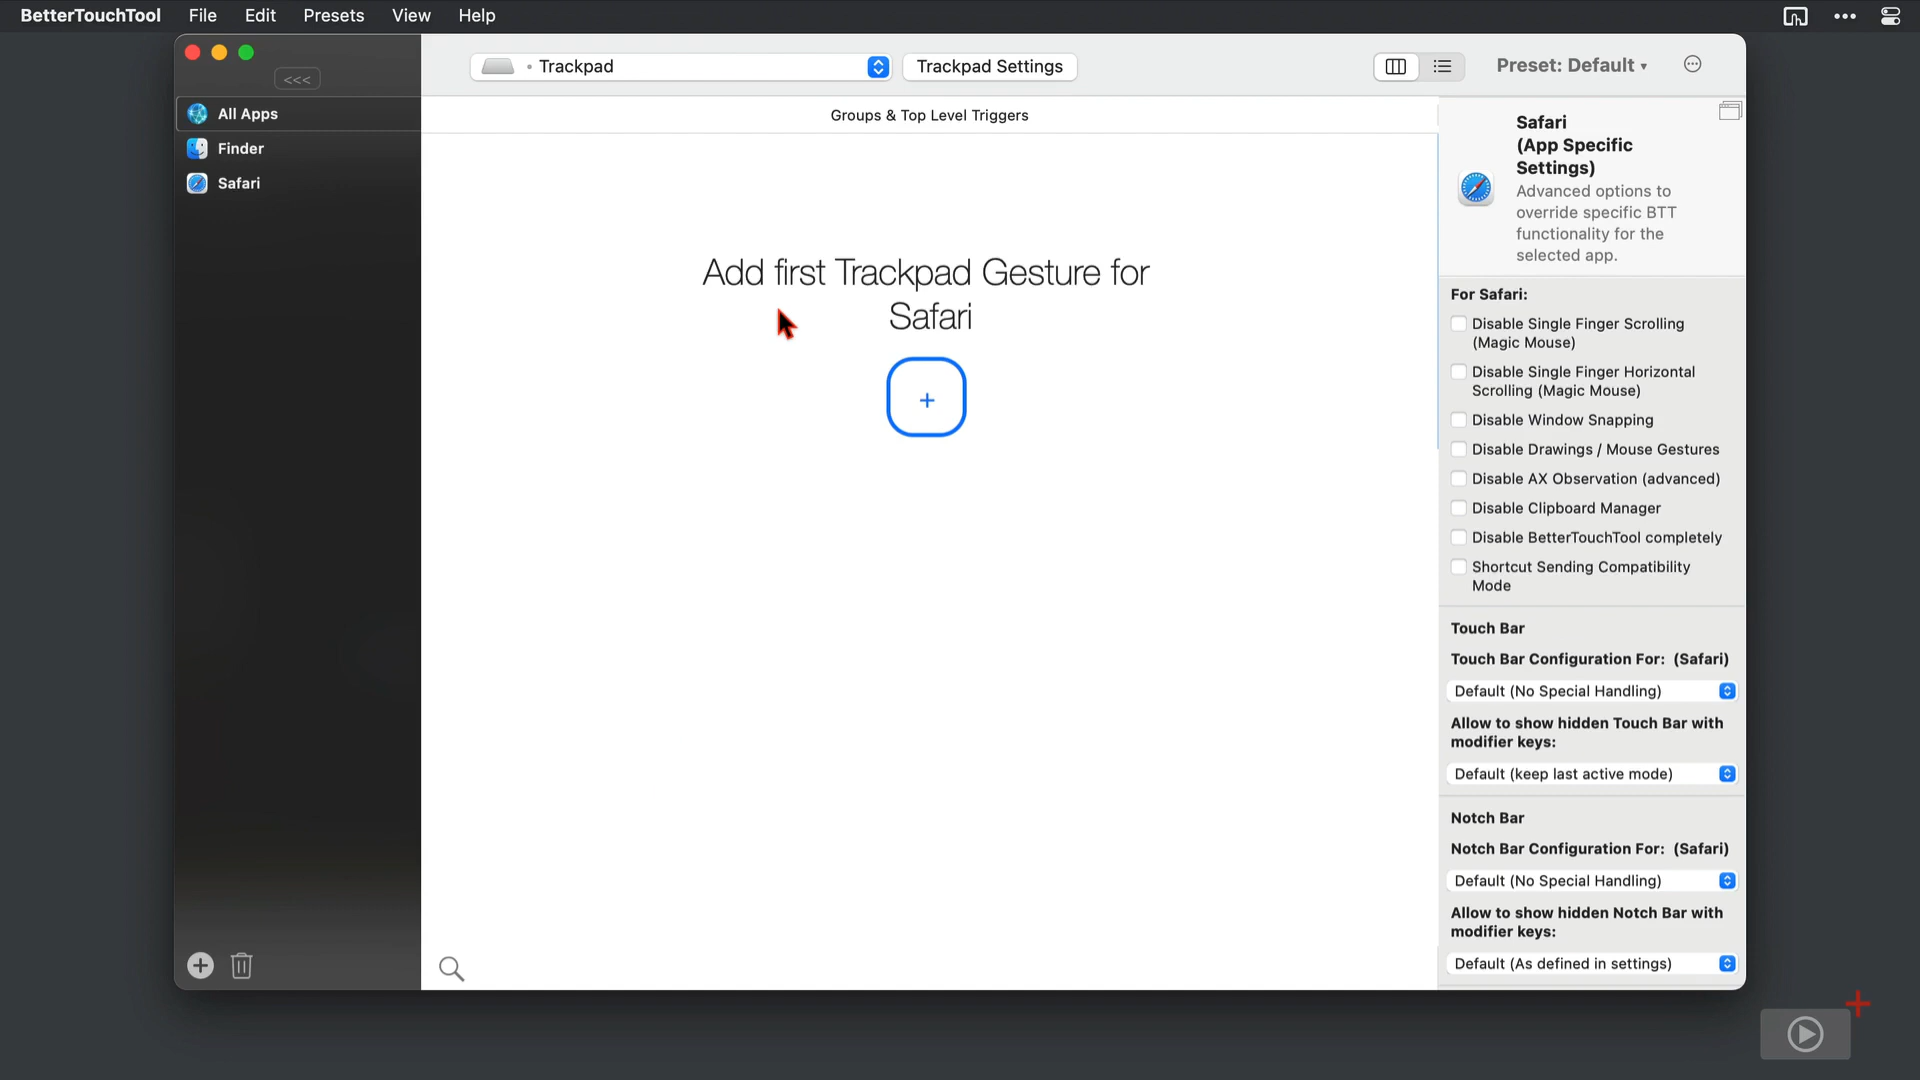 BetterTouchTool File Edit Presets View Help
<<<
All Apps
Finder
Safari
Trackpad
Trackpad Settings
Preset: Default
Groups & Top Level Triggers
Add first Trackpad Gesture for
Safari
+
Safari
(App Specific
Settings)
Advanced options to
override specific BTT
functionality for the
selected app.
For Safari:
Disable Single Finger Scrolling
(Magic Mouse)
Disable Single Finger Horizontal
Scrolling (Magic Mouse)
Disable Window Snapping
Disable Drawings / Mouse Gestures
Disable AX Observation (advanced)
Disable Clipboard Manager
Disable BetterTouchTool completely
Shortcut Sending Compatibility
Mode
Touch Bar
Touch Bar Configuration For: (Safari)
Default (No Special Handling)
Allow to show hidden Touch Bar with
modifier keys:
Default (keep last active mode)
Notch Bar
Notch Bar Configuration For: (Safari)
Default (No Special Handling)
Allow to show hidden Notch Bar with
modifier keys:
Default (As defined in settings)